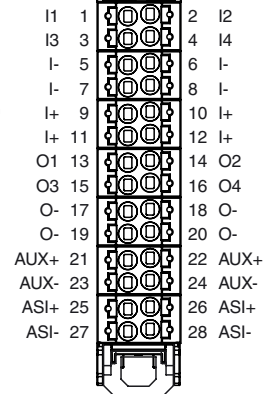 I1 1 2 I2
I3 3 4 I4
I- 5 6 I-
I- 7 8 I-
I+ 9 10 I+
I+ 11 12 I+
O1 13 14 O2
O3 15 16 O4
O- 17 18 O-
O- 19 20 O-
AUX+ 21 22 AUX+
AUX- 23 24 AUX-
ASI+ 25 26 ASI+
ASI- 27 28 ASI-